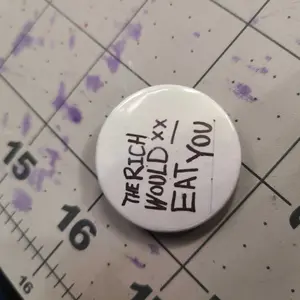 THE RICH
WOULD xx
EAT YOU
15
16
16